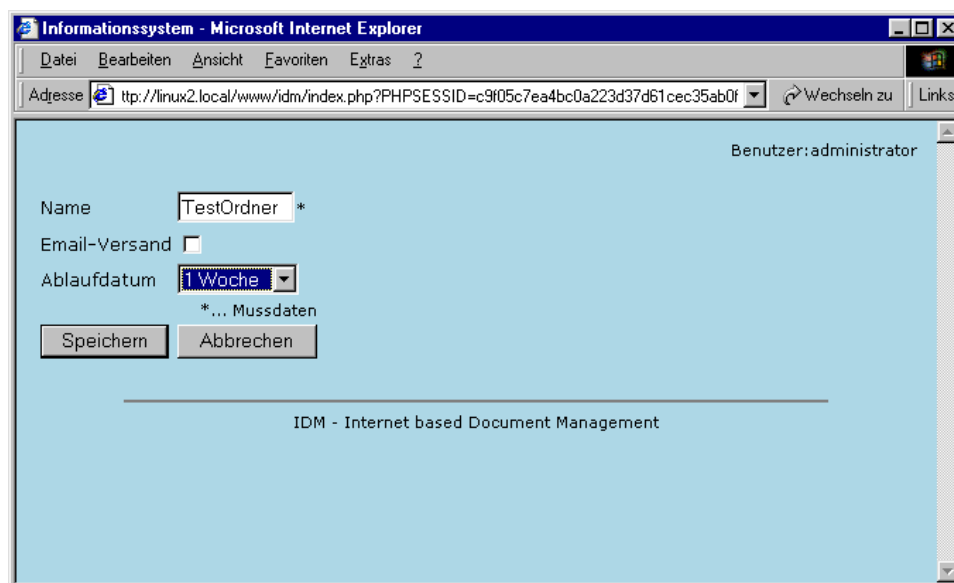 Informationssystem - Microsoft Internet Explorer
Datei Bearbeiten Ansicht Favoriten Extras ?
Adresse ttp://linux2.local/www/idm/index.php?PHPSESSID=c9f05c7ea4bc0a223d37d61cec35ab0f Wechseln zu Links
Benutzer:administrator
Name TestOrdner *
Email-Versand
Ablaufdatum 1 Woche
*... Mussdaten
Speichern Abbrechen
IDM - Internet based Document Management